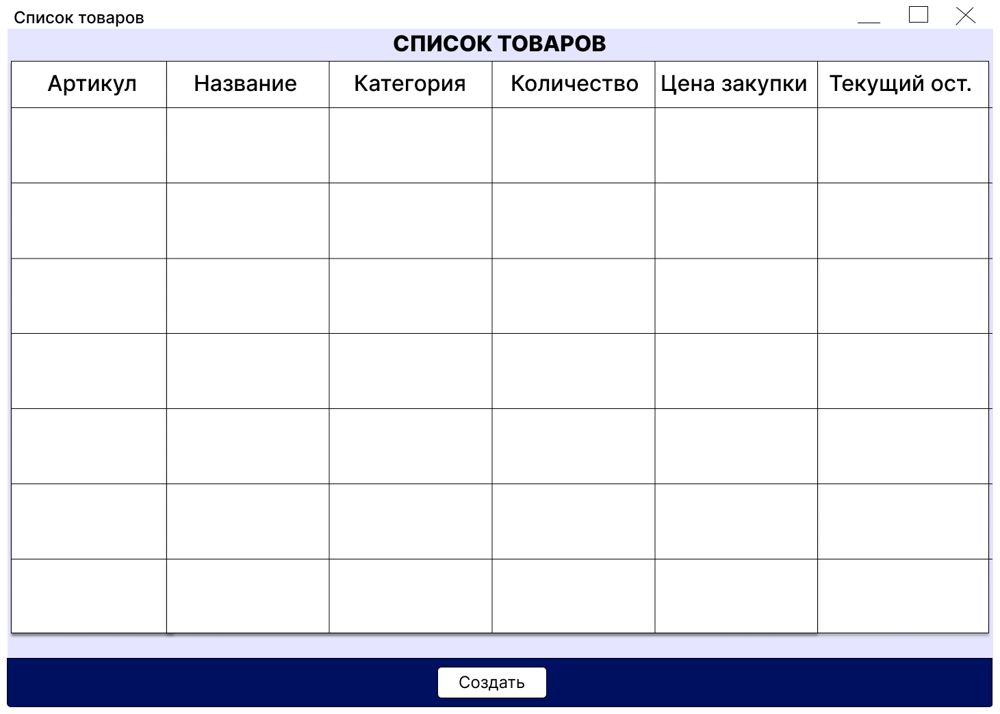 Список товаров
СПИСОК ТОВАРОВ
Артикул Название Категория Количество Цена закупки Текущий ост.
Создать